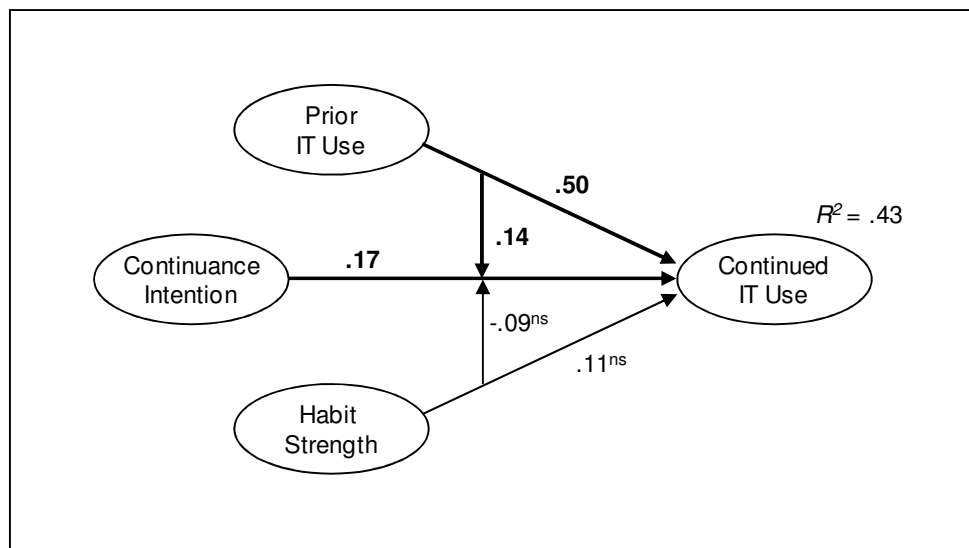 Prior
IT Use
.50
R² = .43
.14
.17
Continuance
Intention
Continued
IT Use
-.09ⁿˢ
.11ⁿˢ
Habit
Strength